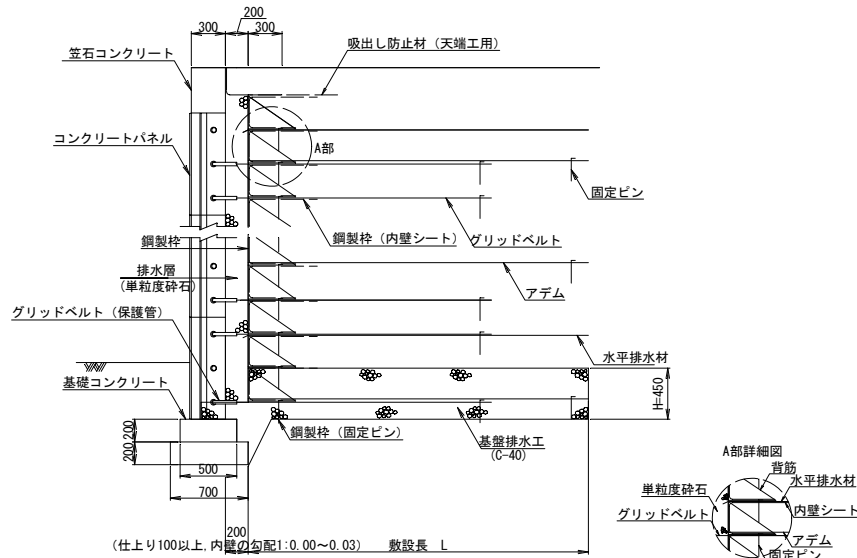 200
300
300
笠石コンクリート
吸出し防止材（天端工用）
コンクリートパネル
A部
固定ピン
鋼製枠（内壁シート）
グリッドベルト
鋼製枠
排水層
(単粒度砕石)
アデム
グリッドベルト（保護管）
水平排水材
基礎コンクリート
H=450
200
200
鋼製枠（固定ピン）
基盤排水工
(C-40)
500
700
200
(仕上り100以上,内壁の勾配1:0.00～0.03)
敷設長 L
A部詳細図
背筋
水平排水材
単粒度砕石
内壁シート
グリッドベルト
アデム
固定ピン